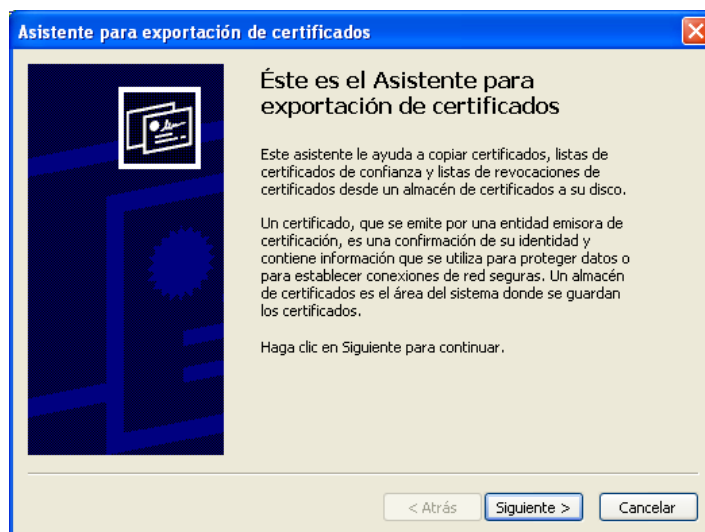 Asistente para exportación de certificados
Éste es el Asistente para
exportación de certificados
Este asistente le ayuda a copiar certificados, listas de
certificados de confianza y listas de revocaciones de
certificados desde un almacén de certificados a su disco.
Un certificado, que se emite por una entidad emisora de
certificación, es una confirmación de su identidad y
contiene información que se utiliza para proteger datos o
para establecer conexiones de red seguras. Un almacén
de certificados es el área del sistema donde se guardan
los certificados.
Haga clic en Siguiente para continuar.
< Atrás Siguiente > Cancelar